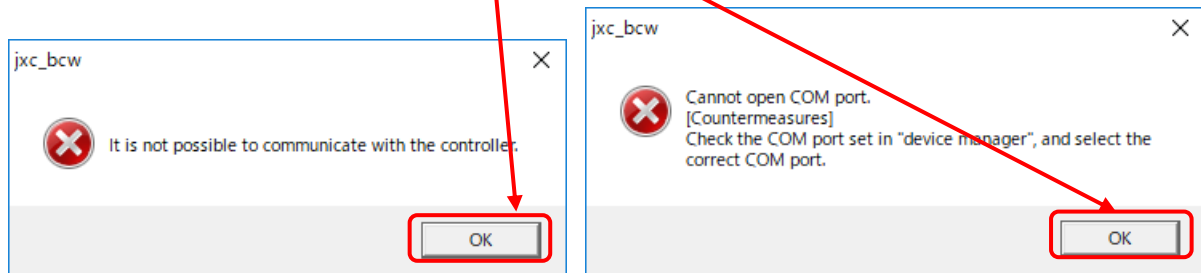 jxc_bcw
It is not possible to communicate with the controller.
OK
jxc_bcw
Cannot open COM port.
[Countermeasures]
Check the COM port set in "device manager", and select the
correct COM port.
OK